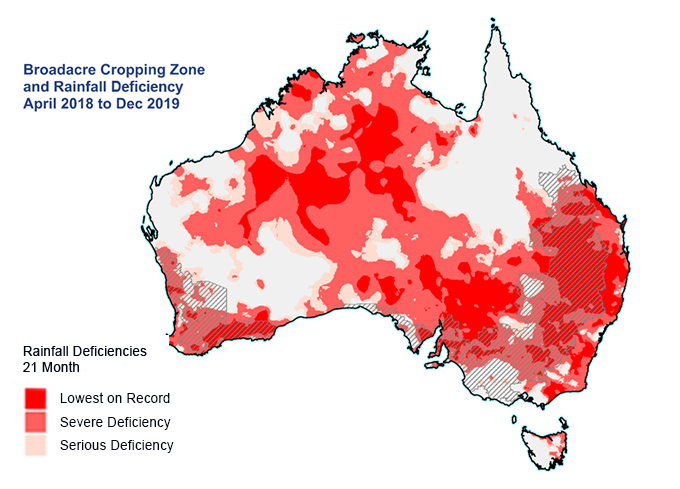 Broadacre Cropping Zone
and Rainfall Deficiency
April 2018 to Dec 2019
Rainfall Deficiencies
21 Month
Lowest on Record
Severe Deficiency
Serious Deficiency